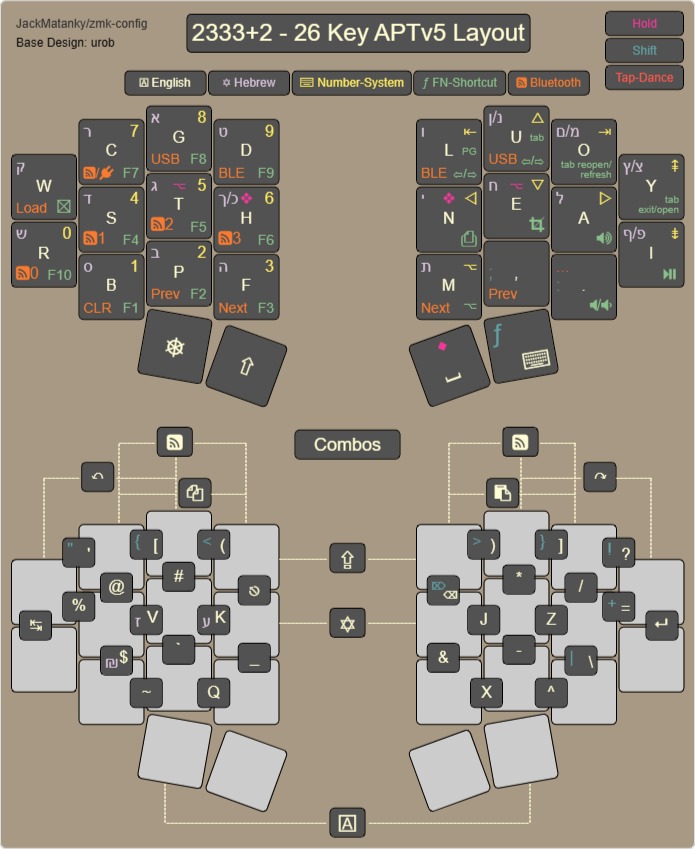 JackMatanky/zmk-config
Base Design: urob
2333+2 - 26 Key APTv5 Layout
Hold
Shift
Tap-Dance
A English
Hebrew
Number-System
ƒ FN-Shortcut
Bluetooth
ק
W
Load
ש 0
R
0 F10
ר 7
C
F7
ד 4
S
1 F4
ס 1
B
CLR F1
א 8
G
USB F8
ג 5
T
2 F5
ב 2
P
Prev F2
ט 9
D
BLE F9
כ/ך 6
H
3 F6
ה 3
F
Next F3
ו
L PG
BLE
י
N
ת
M
Next
נ/ן
U tab
USB
ח
E
; ,
Prev
מ/ם
O
tab reopen/
refresh
ל
A
...
: .
צ/ץ
Y
tab
exit/open
פ/ף
I
ƒ
Combos
" '
{ [
< (
@
#
%
ז V
ע K
₪ $
`
_
~
Q
> )
} ]
! ?
*
/
+ =
J
Z
&
-
| \
X
^
A